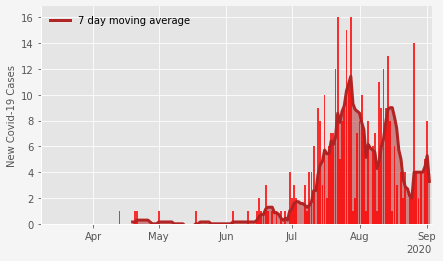 7 day moving average
New Covid-19 Cases
16
14
12
10
8
6
4
2
0
Apr
May
Jun
Jul
Aug
Sep
2020